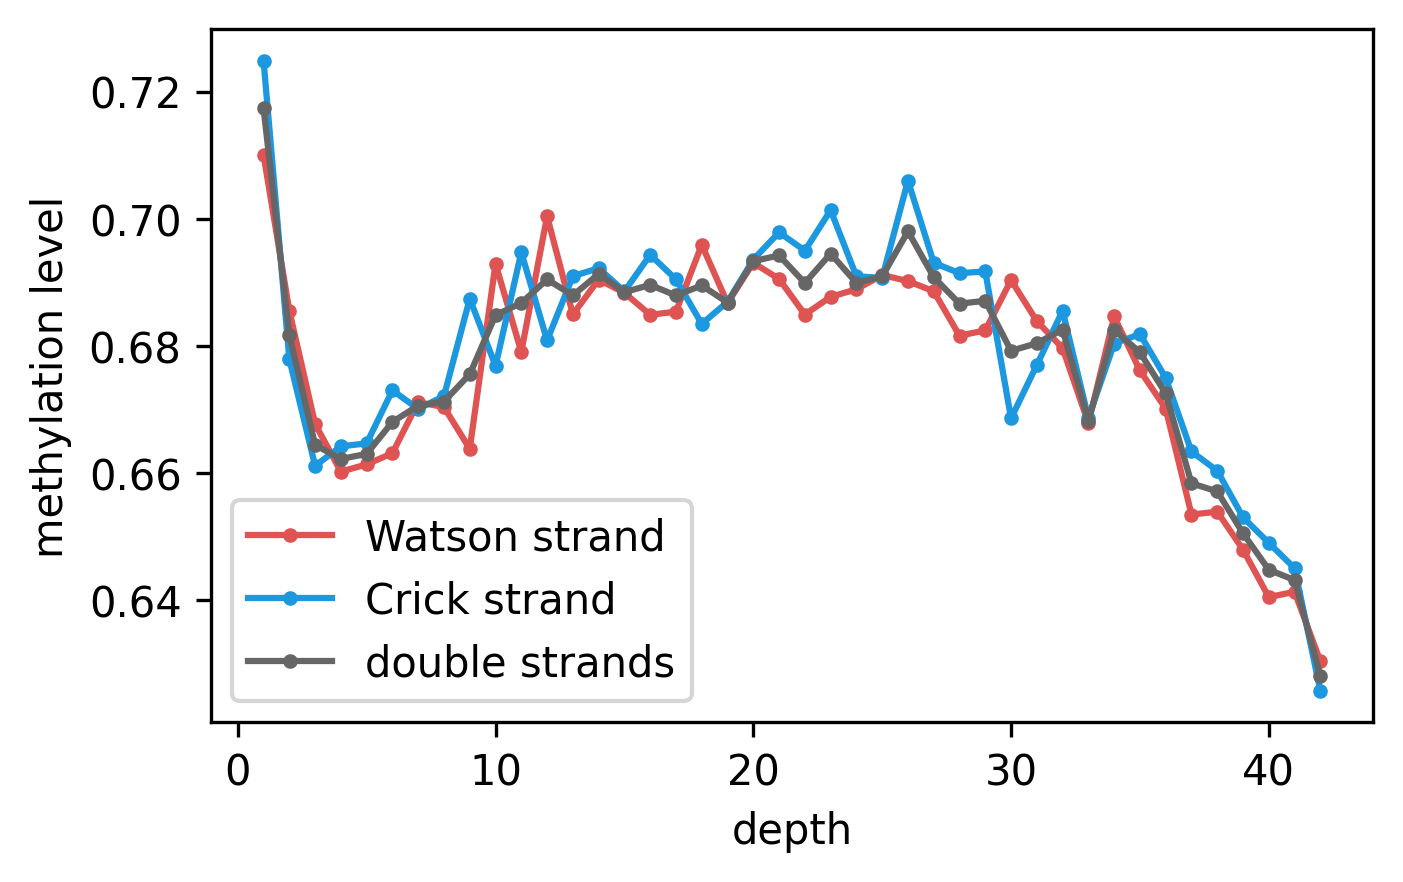 0.72
0.70
0.68
0.66
0.64
methylation level
Watson strand
Crick strand
double strands
0 10 20 30 40
depth